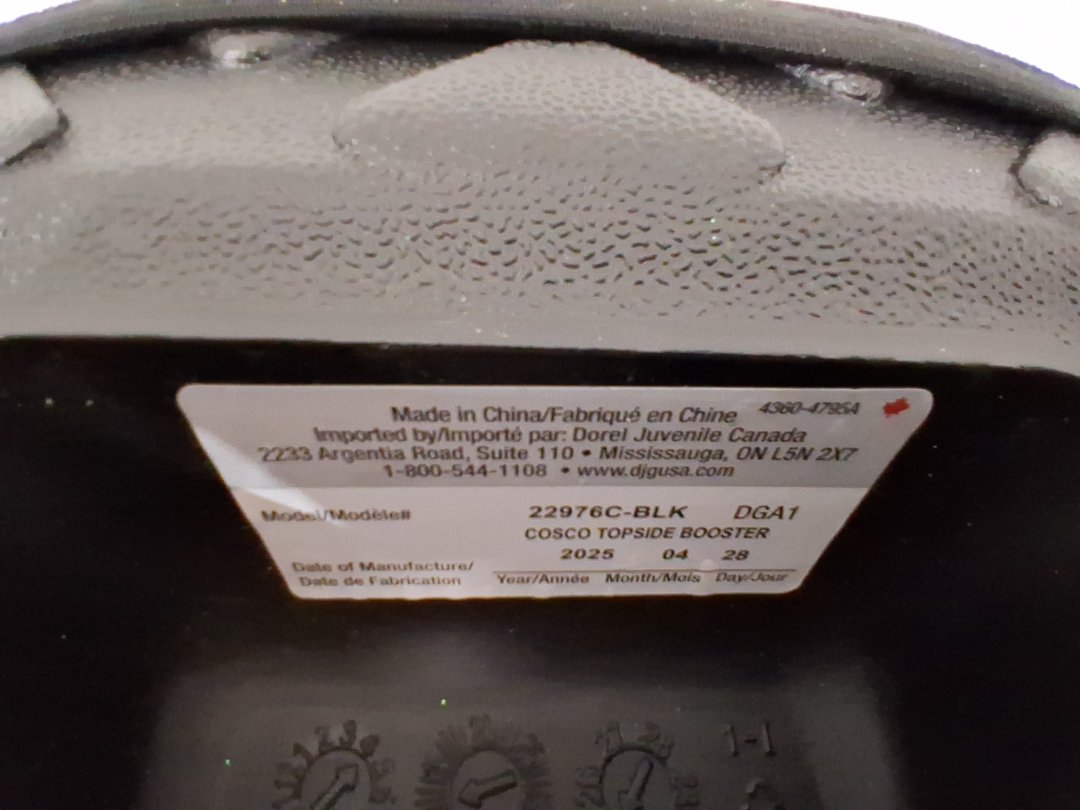 Made in China/Fabriqué en Chine 4360-4795A
Imported by/Importé par: Dorel Juvenile Canada
2233 Argentia Road, Suite 110 • Mississauga, ON L5N 2X7
1-800-544-1108 • www.djgusa.com
Model/Modèle# 22976C-BLK DGA1
COSCO TOPSIDE BOOSTER
2025 04 28
Date of Manufacture/
Date de Fabrication Year/Année Month/Mois Day/Jour
1-1